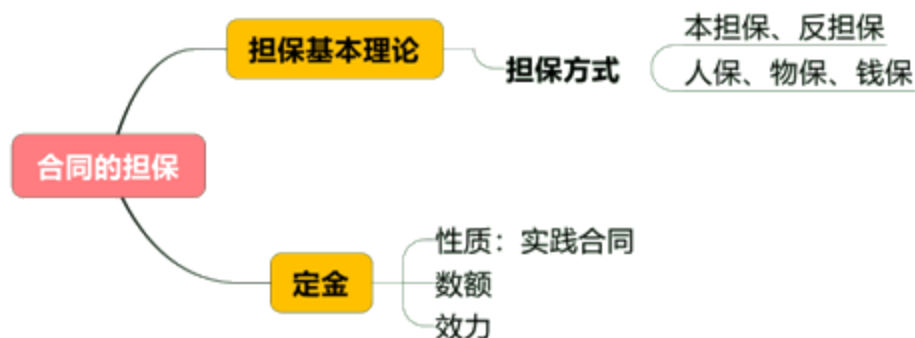 合同的担保
担保基本理论
担保方式
本担保、反担保
人保、物保、钱保
定金
性质：实践合同
数额
效力